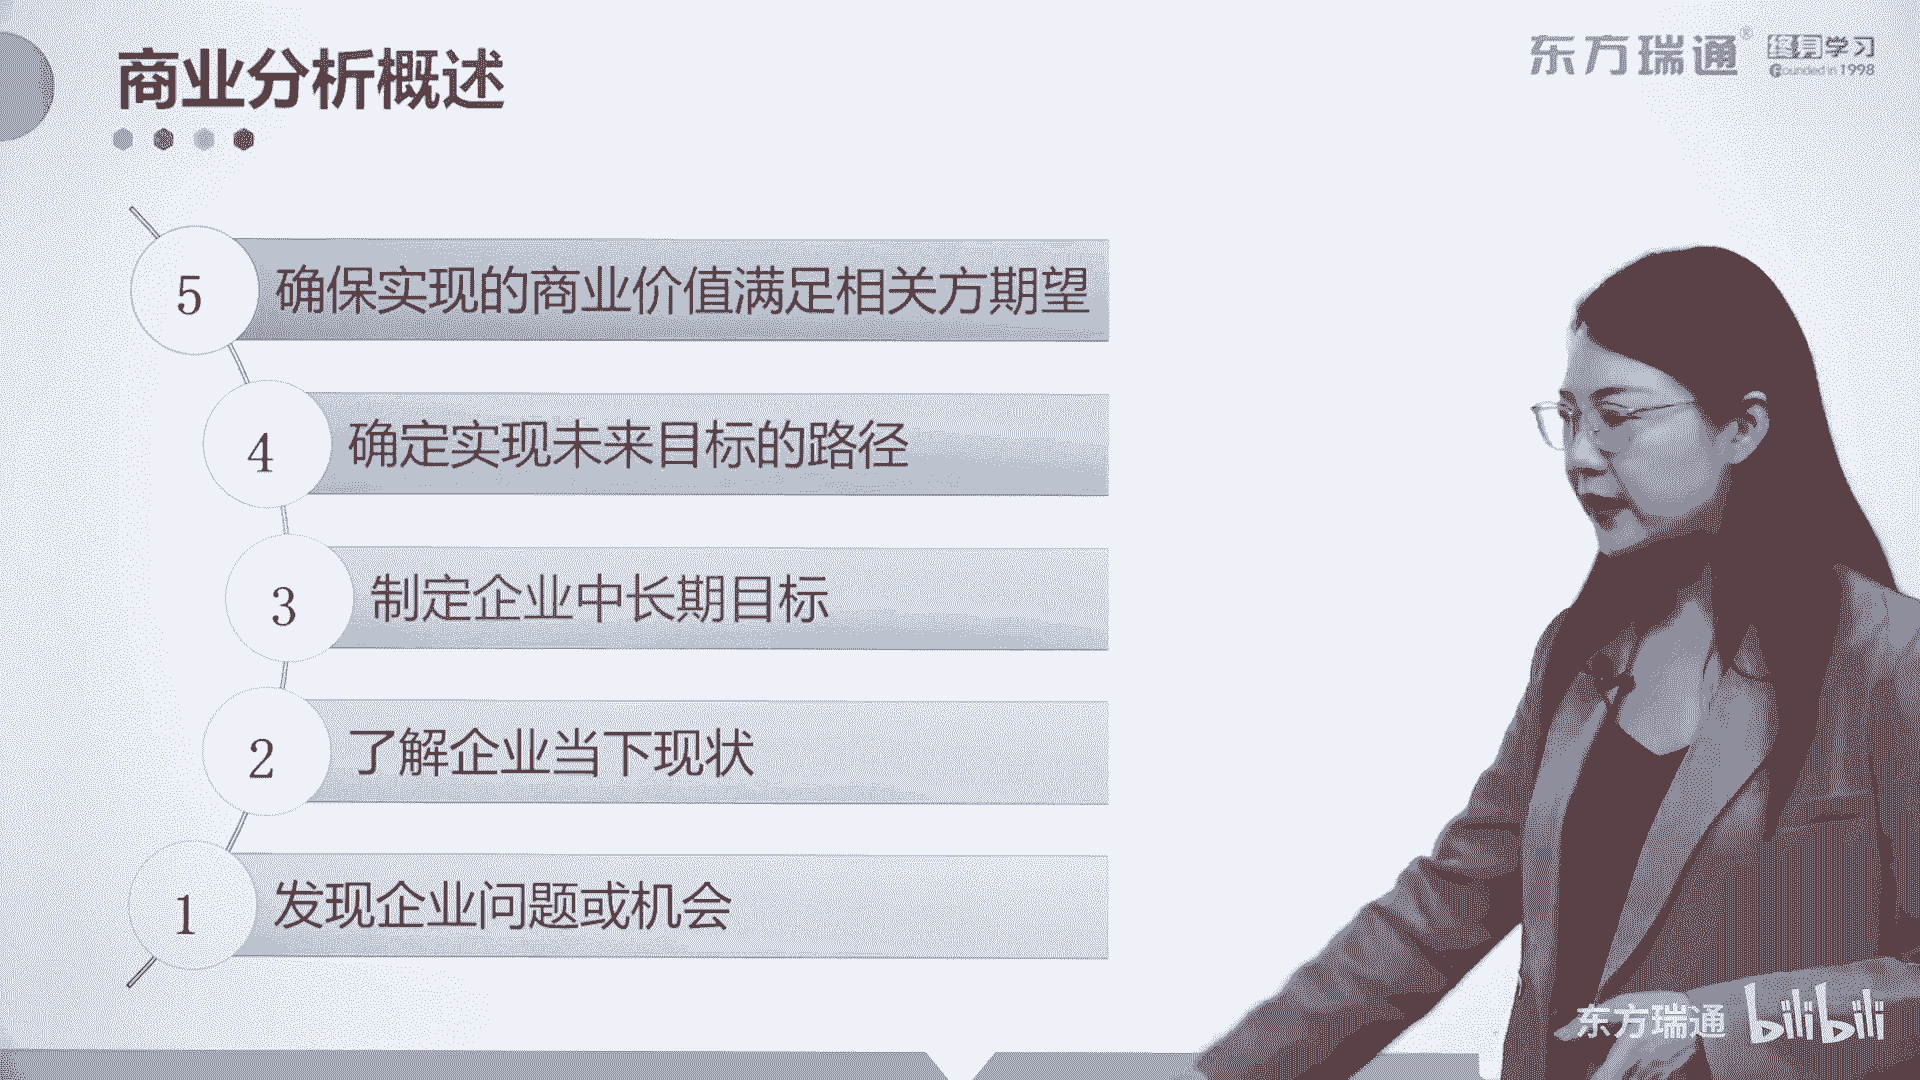 商业分析概述
东方瑞通®
终身学习
Founded in 1998
5 确保实现的商业价值满足相关方期望
4 确定实现未来目标的路径
3 制定企业中长期目标
2 了解企业当下现状
1 发现企业问题或机会
东方瑞通 bilibili